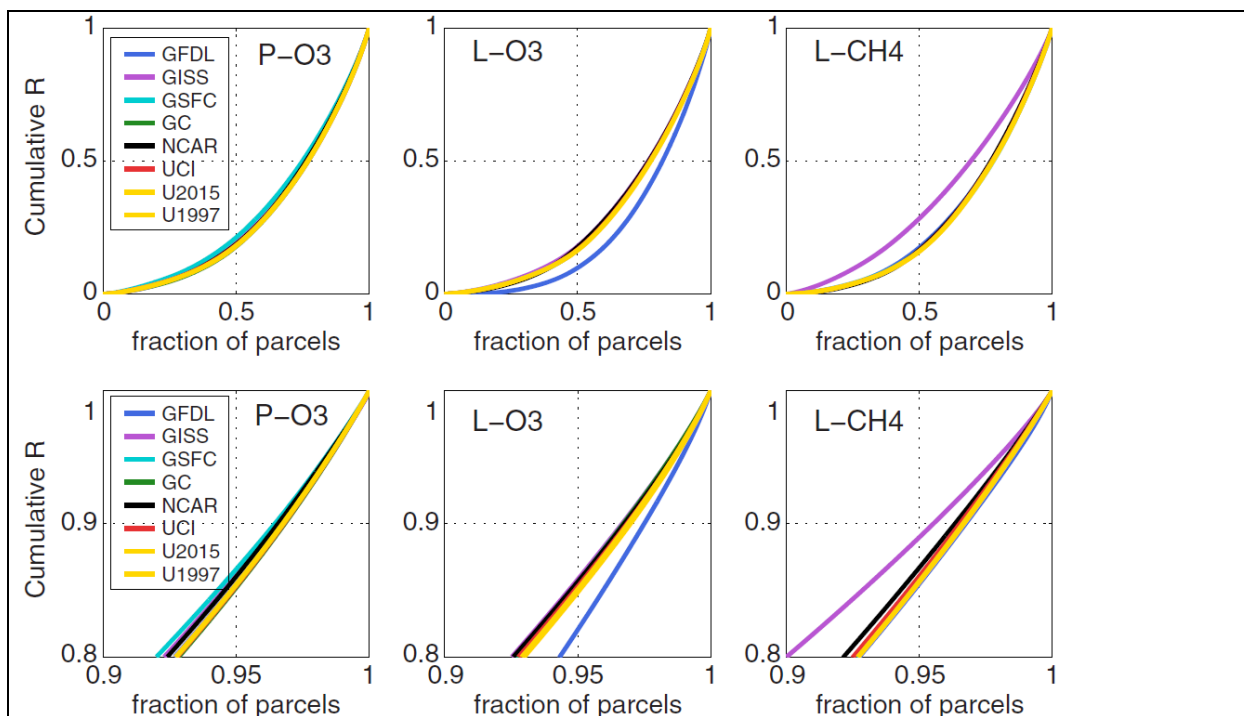 P–O3
L–O3
L–CH4
GFDL
GISS
GSFC
GC
NCAR
UCI
U2015
U1997
Cumulative R
1
0.5
0
0 0.5 1
fraction of parcels
1
0.5
0
0 0.5 1
fraction of parcels
1
0.5
0
0 0.5 1
fraction of parcels
P–O3
L–O3
L–CH4
GFDL
GISS
GSFC
GC
NCAR
UCI
U2015
U1997
Cumulative R
1
0.9
0.8
0.9 0.95 1
fraction of parcels
1
0.9
0.8
0.9 0.95 1
fraction of parcels
1
0.9
0.8
0.9 0.95 1
fraction of parcels